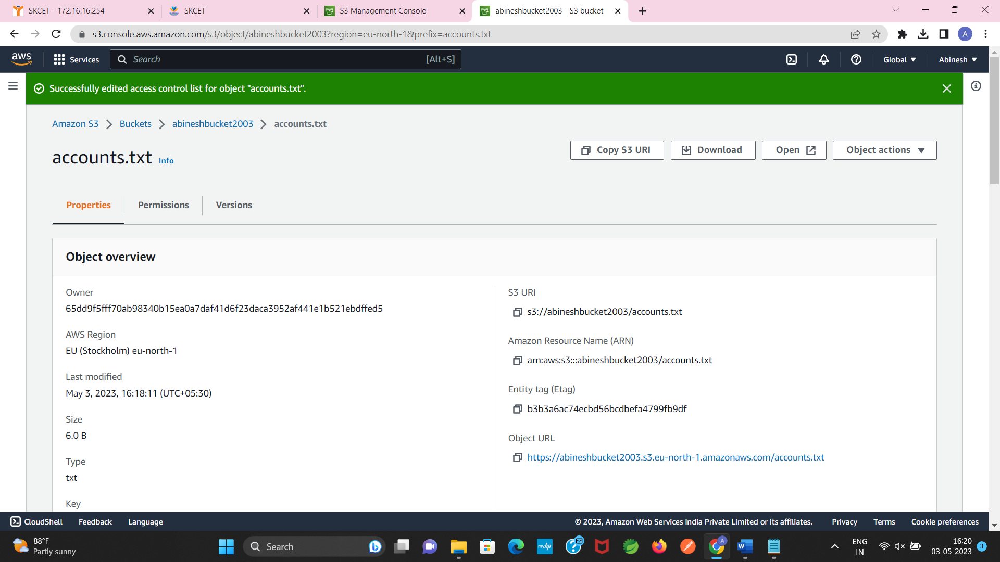 SKCET - 172.16.16.254
SKCET
S3 Management Console
abineshbucket2003 - S3 bucket
s3.console.aws.amazon.com/s3/object/abineshbucket2003?region=eu-north-1&prefix=accounts.txt
A
aws
Services
Search
[Alt+S]
Global
Abinesh
Successfully edited access control list for object "accounts.txt".
Amazon S3
Buckets
abineshbucket2003
accounts.txt
accounts.txt
Info
Copy S3 URI
Download
Open
Object actions
Properties
Permissions
Versions
Object overview
Owner
65dd9f5fff70ab98340b15ea0a7daf41d6f23daca3952af441e1b521ebdffed5
AWS Region
EU (Stockholm) eu-north-1
Last modified
May 3, 2023, 16:18:11 (UTC+05:30)
Size
6.0 B
Type
txt
Key
S3 URI
s3://abineshbucket2003/accounts.txt
Amazon Resource Name (ARN)
arn:aws:s3:::abineshbucket2003/accounts.txt
Entity tag (Etag)
b3b3a6ac74ecbd56bcdbefa4799fb9df
Object URL
https://abineshbucket2003.s3.eu-north-1.amazonaws.com/accounts.txt
CloudShell
Feedback
Language
© 2023, Amazon Web Services India Private Limited or its affiliates.
Privacy
Terms
Cookie preferences
88°F
Partly sunny
Search
myhp
A
W
ENG
IN
16:20
03-05-2023
3